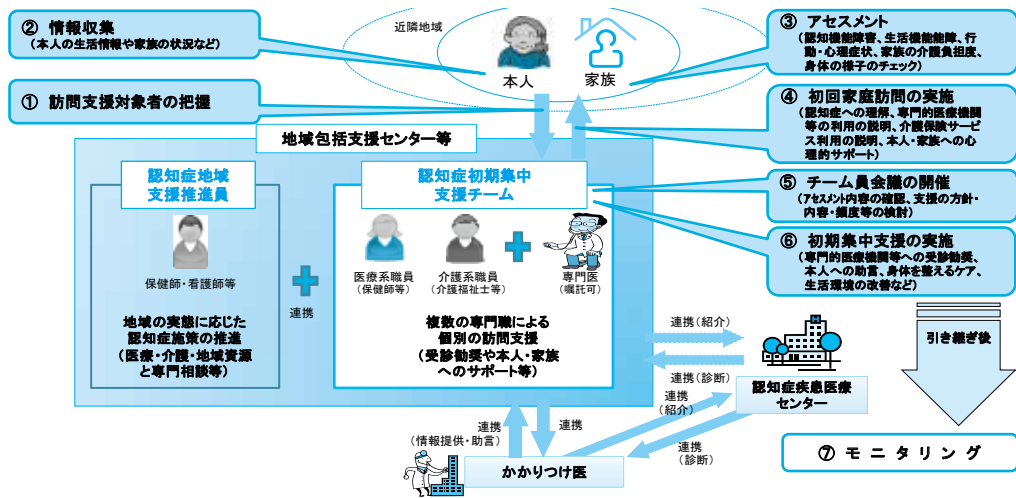 ② 情報収集
(本人の生活情報や家族の状況など)
① 訪問支援対象者の把握
近隣地域
本人
家族
③ アセスメント
(認知機能障害、生活機能能障、行
動・心理症状、家族の介護負担度、
身体の様子のチェック)
④ 初回家庭訪問の実施
(認知症への理解、専門的医療機関
等の利用の説明、介護保険サービ
ス利用の説明、本人・家族への心
理的サポート)
⑤ チーム員会議の開催
(アセスメント内容の確認、支援の方針・
内容・頻度等の検討)
⑥ 初期集中支援の実施
(専門的医療機関等への受診勧奨、
本人への助言、身体を整えるケア、
生活環境の改善など)
引き継ぎ後
⑦ モニタリング
地域包括支援センター等
認知症地域
支援推進員
保健師・看護師等
地域の実態に応じた
認知症施策の推進
(医療・介護・地域資源
と専門相談等)
連携
認知症初期集中
支援チーム
医療系職員
(保健師等)
介護系職員
(介護福祉士等)
専門医
(嘱託可)
複数の専門職による
個別の訪問支援
(受診勧奨や本人・家族
へのサポート等)
連携(紹介)
連携(診断)
認知症疾患医療
センター
連携
(紹介)
連携
(診断)
連携
(情報提供・助言)
連携
かかりつけ医